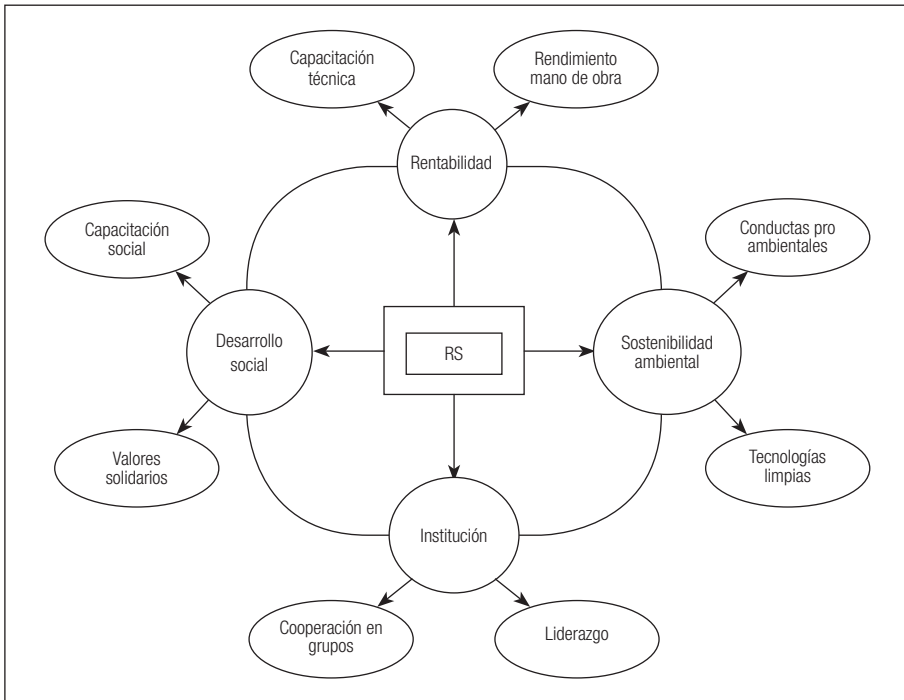 Capacitación
técnica
Rendimiento
mano de obra
Rentabilidad
Capacitación
social
Conductas pro
ambientales
Desarrollo
social
RS
Sostenibilidad
ambiental
Valores
solidarios
Tecnologías
limpias
Institución
Cooperación en
grupos
Liderazgo